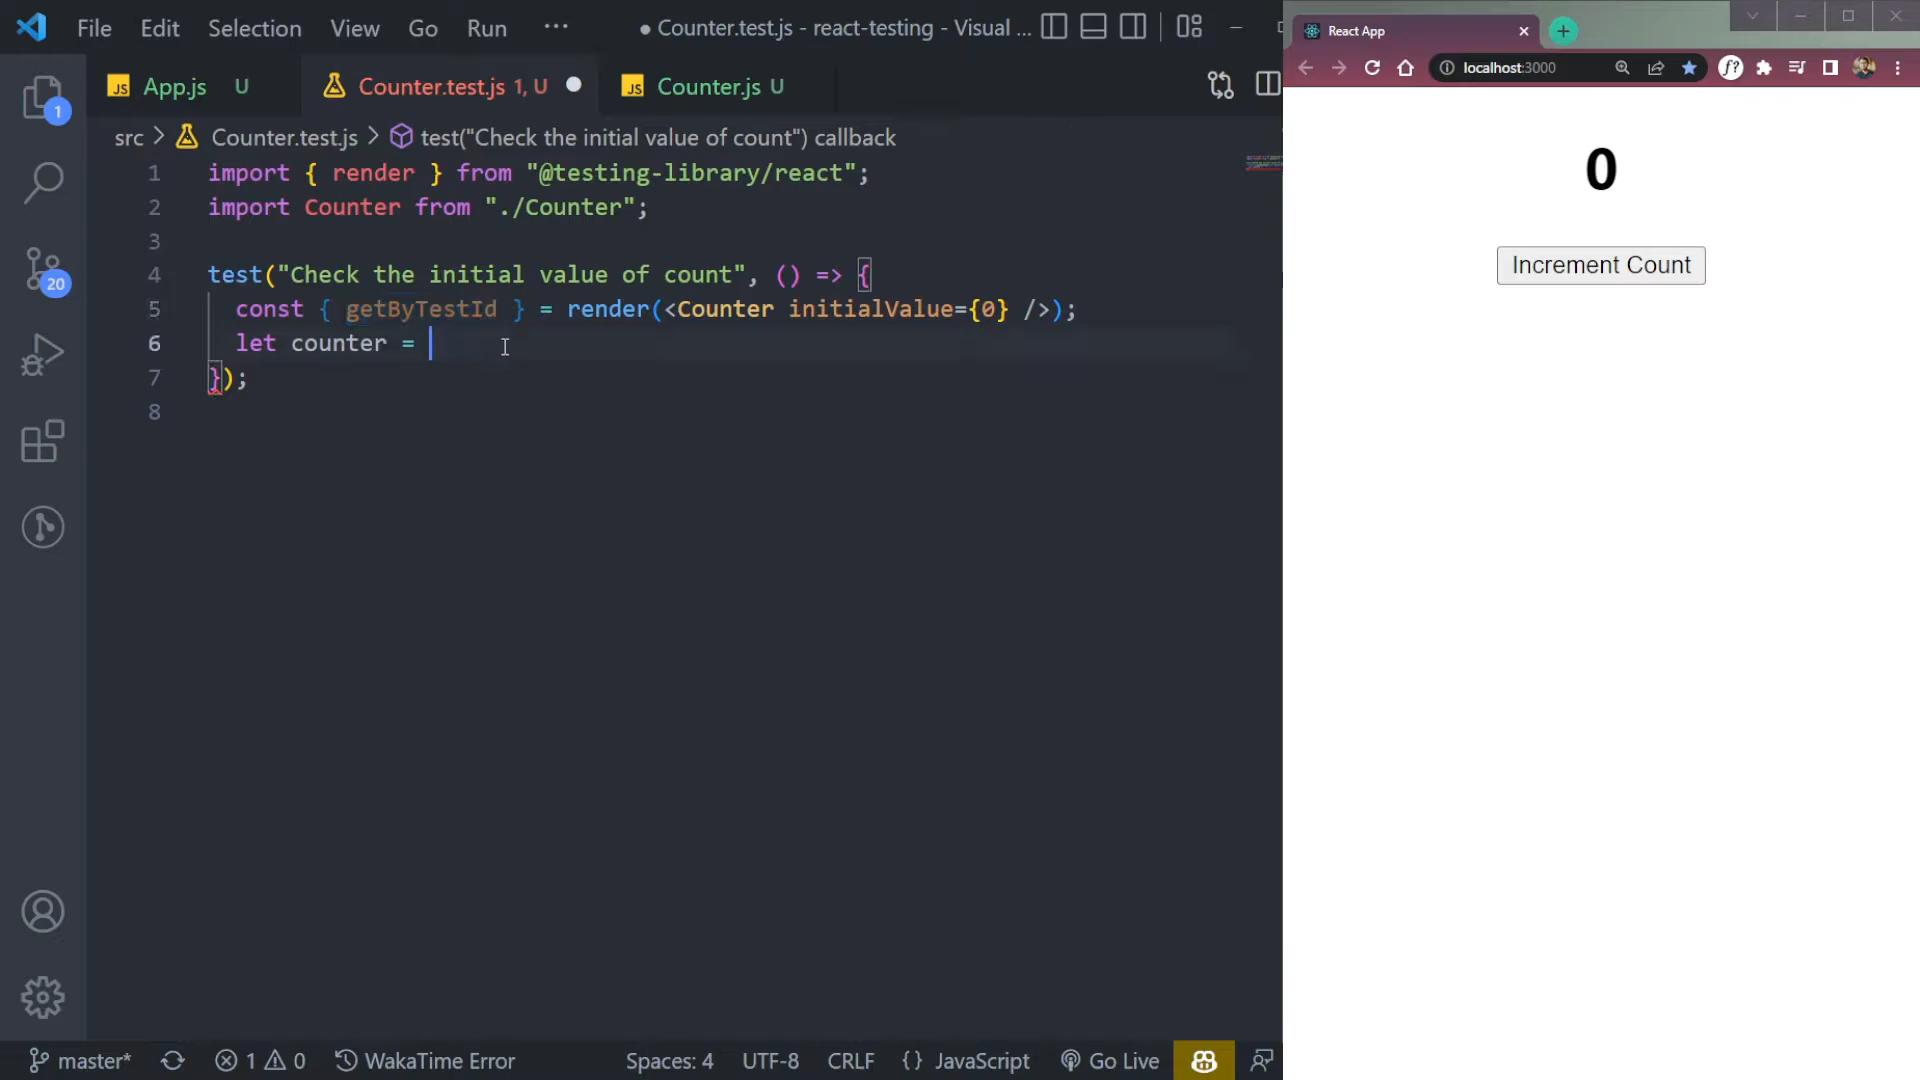 File Edit Selection View Go Run ··· ● Counter.test.js - react-testing - Visual ...
JS App.js U Counter.test.js 1, U JS Counter.js U
src > Counter.test.js > test("Check the initial value of count") callback
1 import { render } from "@testing-library/react";
2 import Counter from "./Counter";
3
4 test("Check the initial value of count", () => {
5 const { getByTestId } = render(<Counter initialValue={0} />);
6 let counter =
7 });
8
1
20
master* 1 0 WakaTime Error Spaces: 4 UTF-8 CRLF {} JavaScript Go Live
React App
localhost:3000
f?
0
Increment Count